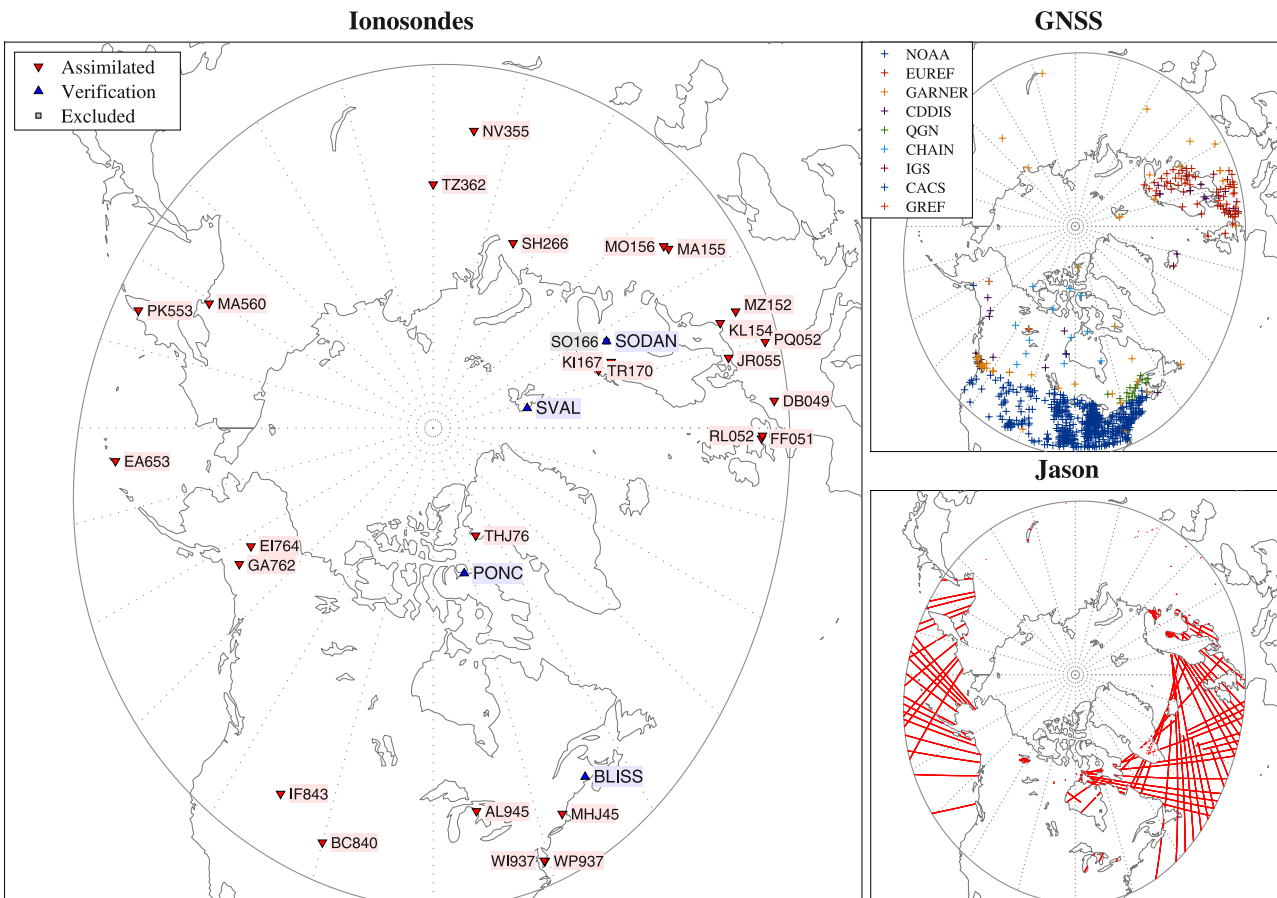 Ionosondes
Assimilated
Verification
Excluded
NV355
TZ362
SH266
MO156
MA155
PK553
MA560
MZ152
KL154
SO166
SODAN
PQ052
KI167
TR170
JR055
SVAL
DB049
RL052
FF051
EA653
THJ76
EI764
GA762
PONC
BLISS
IF843
AL945
MHJ45
BC840
WI937
WP937
GNSS
NOAA
EUREF
GARNER
CDDIS
QGN
CHAIN
IGS
CACS
GREF
Jason